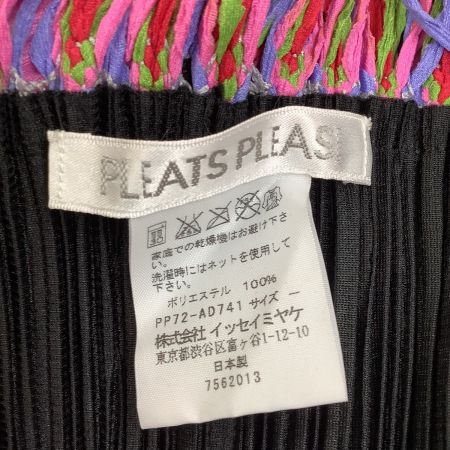 PLEATS PLEAS
家庭での乾燥機はお避け下
さい。
洗濯時にはネットを使用して
下さい。
ポリエステル 100%
PP72-AD741 サイズ ー
株式会社 イッセイミヤケ
東京都渋谷区富ヶ谷1-12-10
日本製
7562013